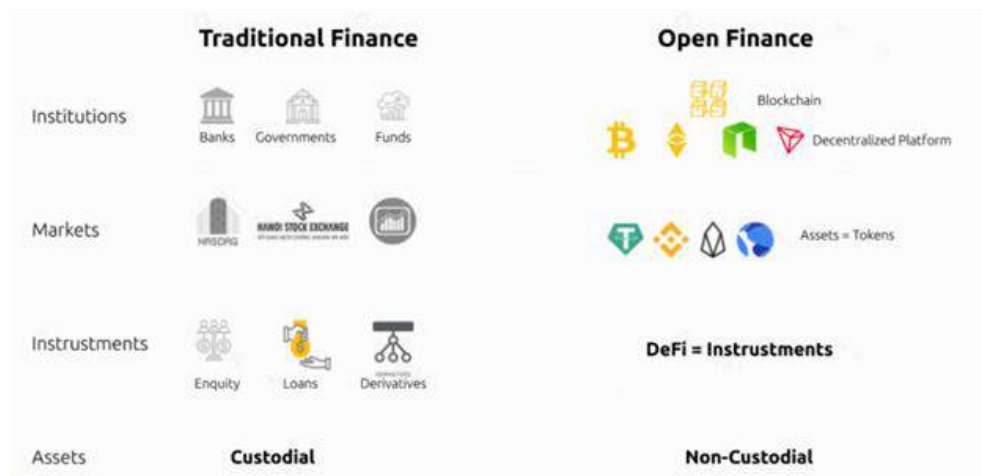 Traditional Finance
Open Finance
Institutions
Banks
Governments
Funds
Blockchain
Decentralized Platform
Markets
NASDAQ
HANOI STOCK EXCHANGE
Assets = Tokens
Instrustments
Enquity
Loans
Derivatives
DeFi = Instrustments
Assets
Custodial
Non-Custodial